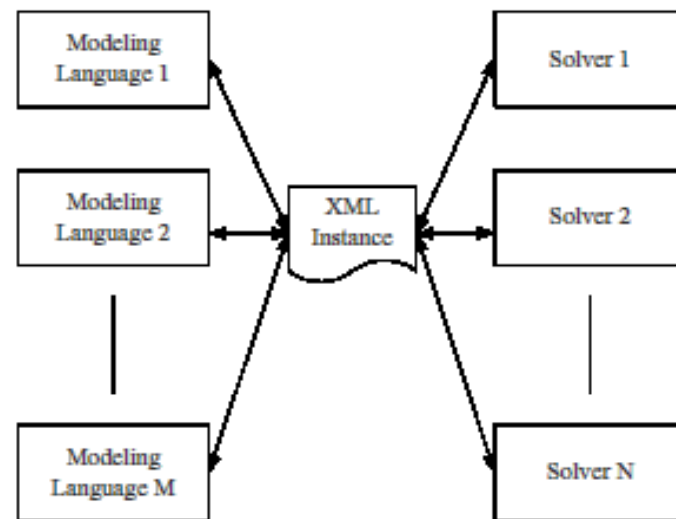 Modeling
Language 1
Solver 1
Modeling
Language 2
XML
Instance
Solver 2
Modeling
Language M
Solver N